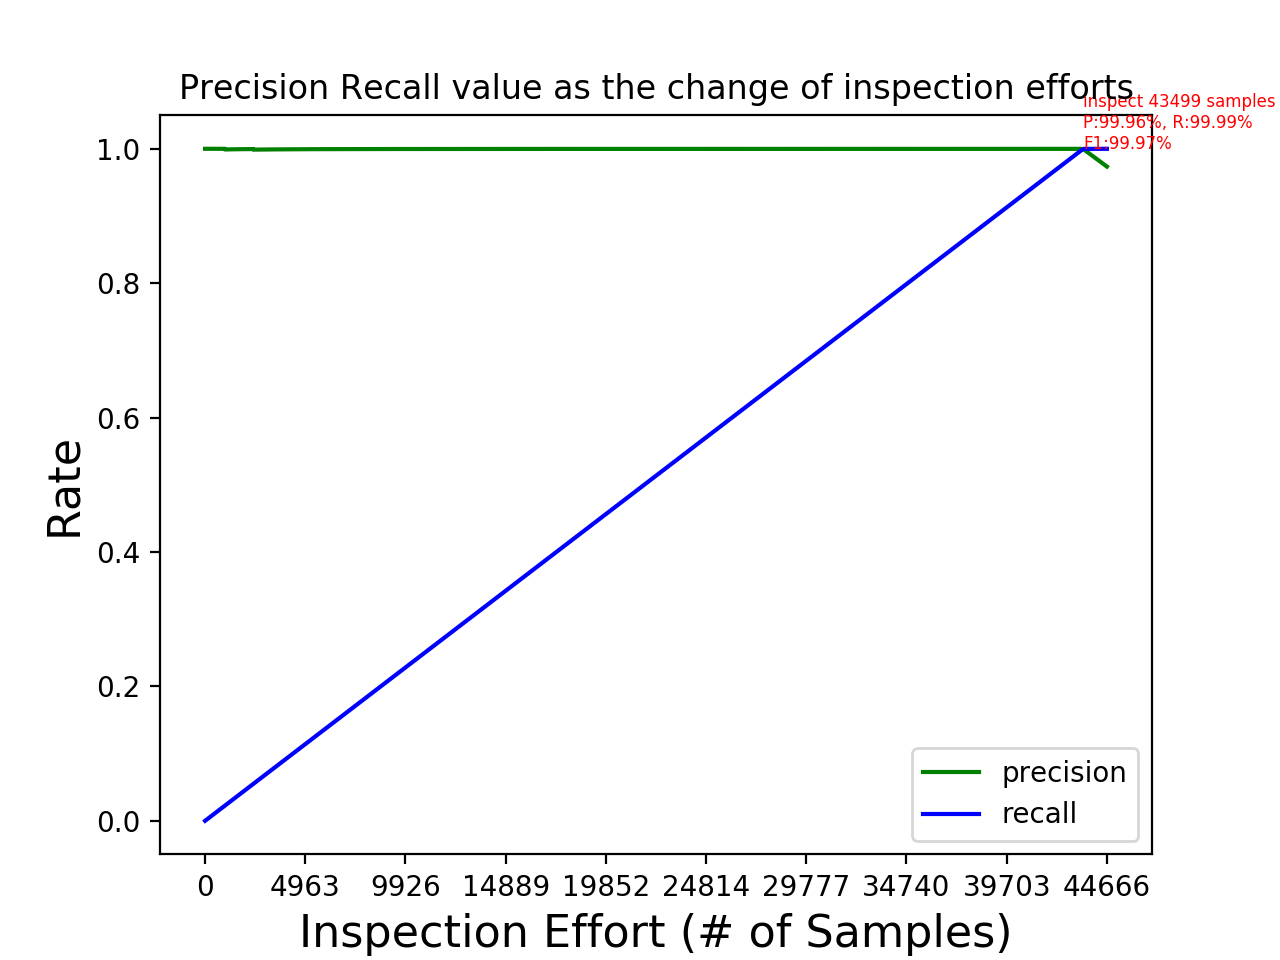 Precision Recall value as the change of inspection efforts
Inspect 43499 samples
P:99.96%, R:99.99%
F1:99.97%
1.0
0.8
0.6
0.4
0.2
0.0
Rate
precision
recall
0 4963 9926 14889 19852 24814 29777 34740 39703 44666
Inspection Effort (# of Samples)